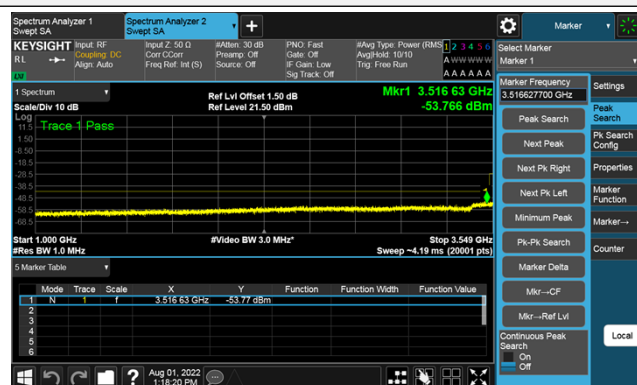 Spectrum Analyzer 1
Swept SA
Spectrum Analyzer 2
Swept SA
Marker
KEYSIGHT
RL
Input: RF
Coupling: DC
Align: Auto
Input Z: 50 Ω
Corr CCorr
Freq Ref: Int (S)
#Atten: 30 dB
Preamp: Off
Source: Off
PNO: Fast
Gate: Off
IF Gain: Low
Sig Track: Off
#Avg Type: Power (RMS
Avg|Hold: 10/10
Trig: Free Run
1 2 3 4 5 6
A W W W W W
A A A A A A
Select Marker
Marker 1
1 Spectrum
Scale/Div 10 dB
Ref Lvl Offset 1.50 dB
Ref Level 21.50 dBm
Mkr1 3.516 63 GHz
-53.766 dBm
Log
Trace 1 Pass
11.5
1.50
-8.50
-18.5
-28.5
-38.5
-48.5
-58.5
-68.5
1
Start 1.000 GHz
#Res BW 1.0 MHz
#Video BW 3.0 MHz*
Stop 3.549 GHz
Sweep ~4.19 ms (20001 pts)
5 Marker Table
Mode Trace Scale X Y Function Function Width Function Value
1 N 1 f 3.516 63 GHz -53.77 dBm
2
3
4
5
6
Marker Frequency
3.516627700 GHz
Peak Search
Next Peak
Next Pk Right
Next Pk Left
Minimum Peak
Pk-Pk Search
Marker Delta
Mkr→CF
Mkr→Ref Lvl
Continuous Peak
Search
On
Off
Settings
Peak
Search
Pk Search
Config
Properties
Marker
Function
Marker→
Counter
Local
Aug 01, 2022
1:18:20 PM